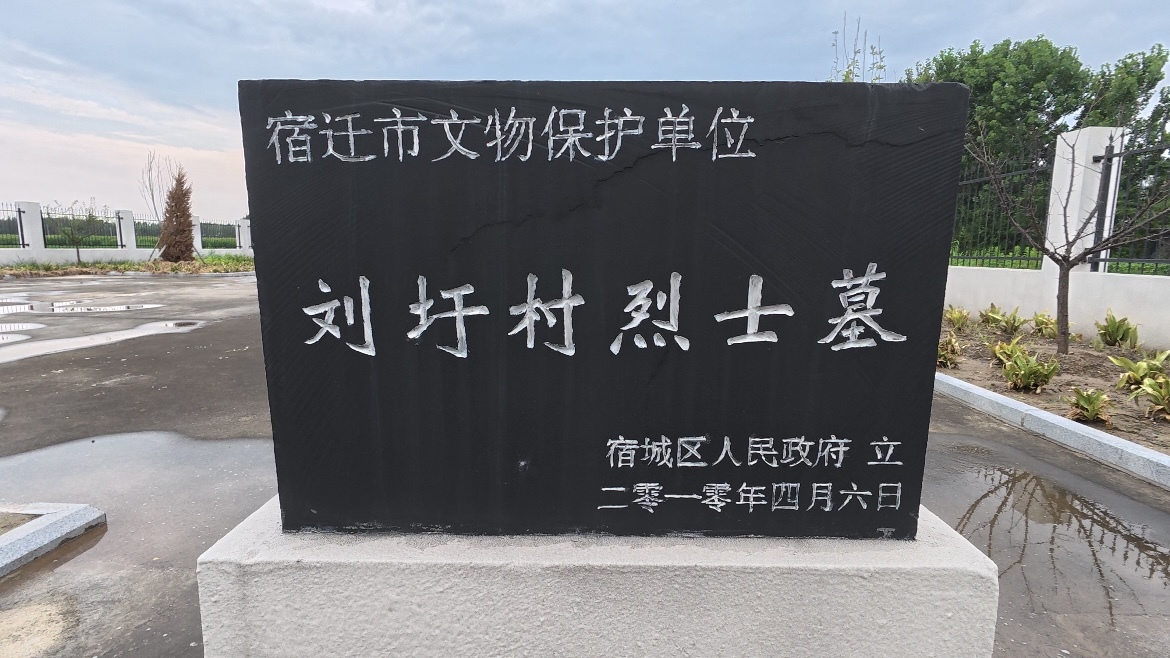 宿迁市文物保护单位
刘圩村烈士墓
宿城区人民政府 立
二零一零年四月六日